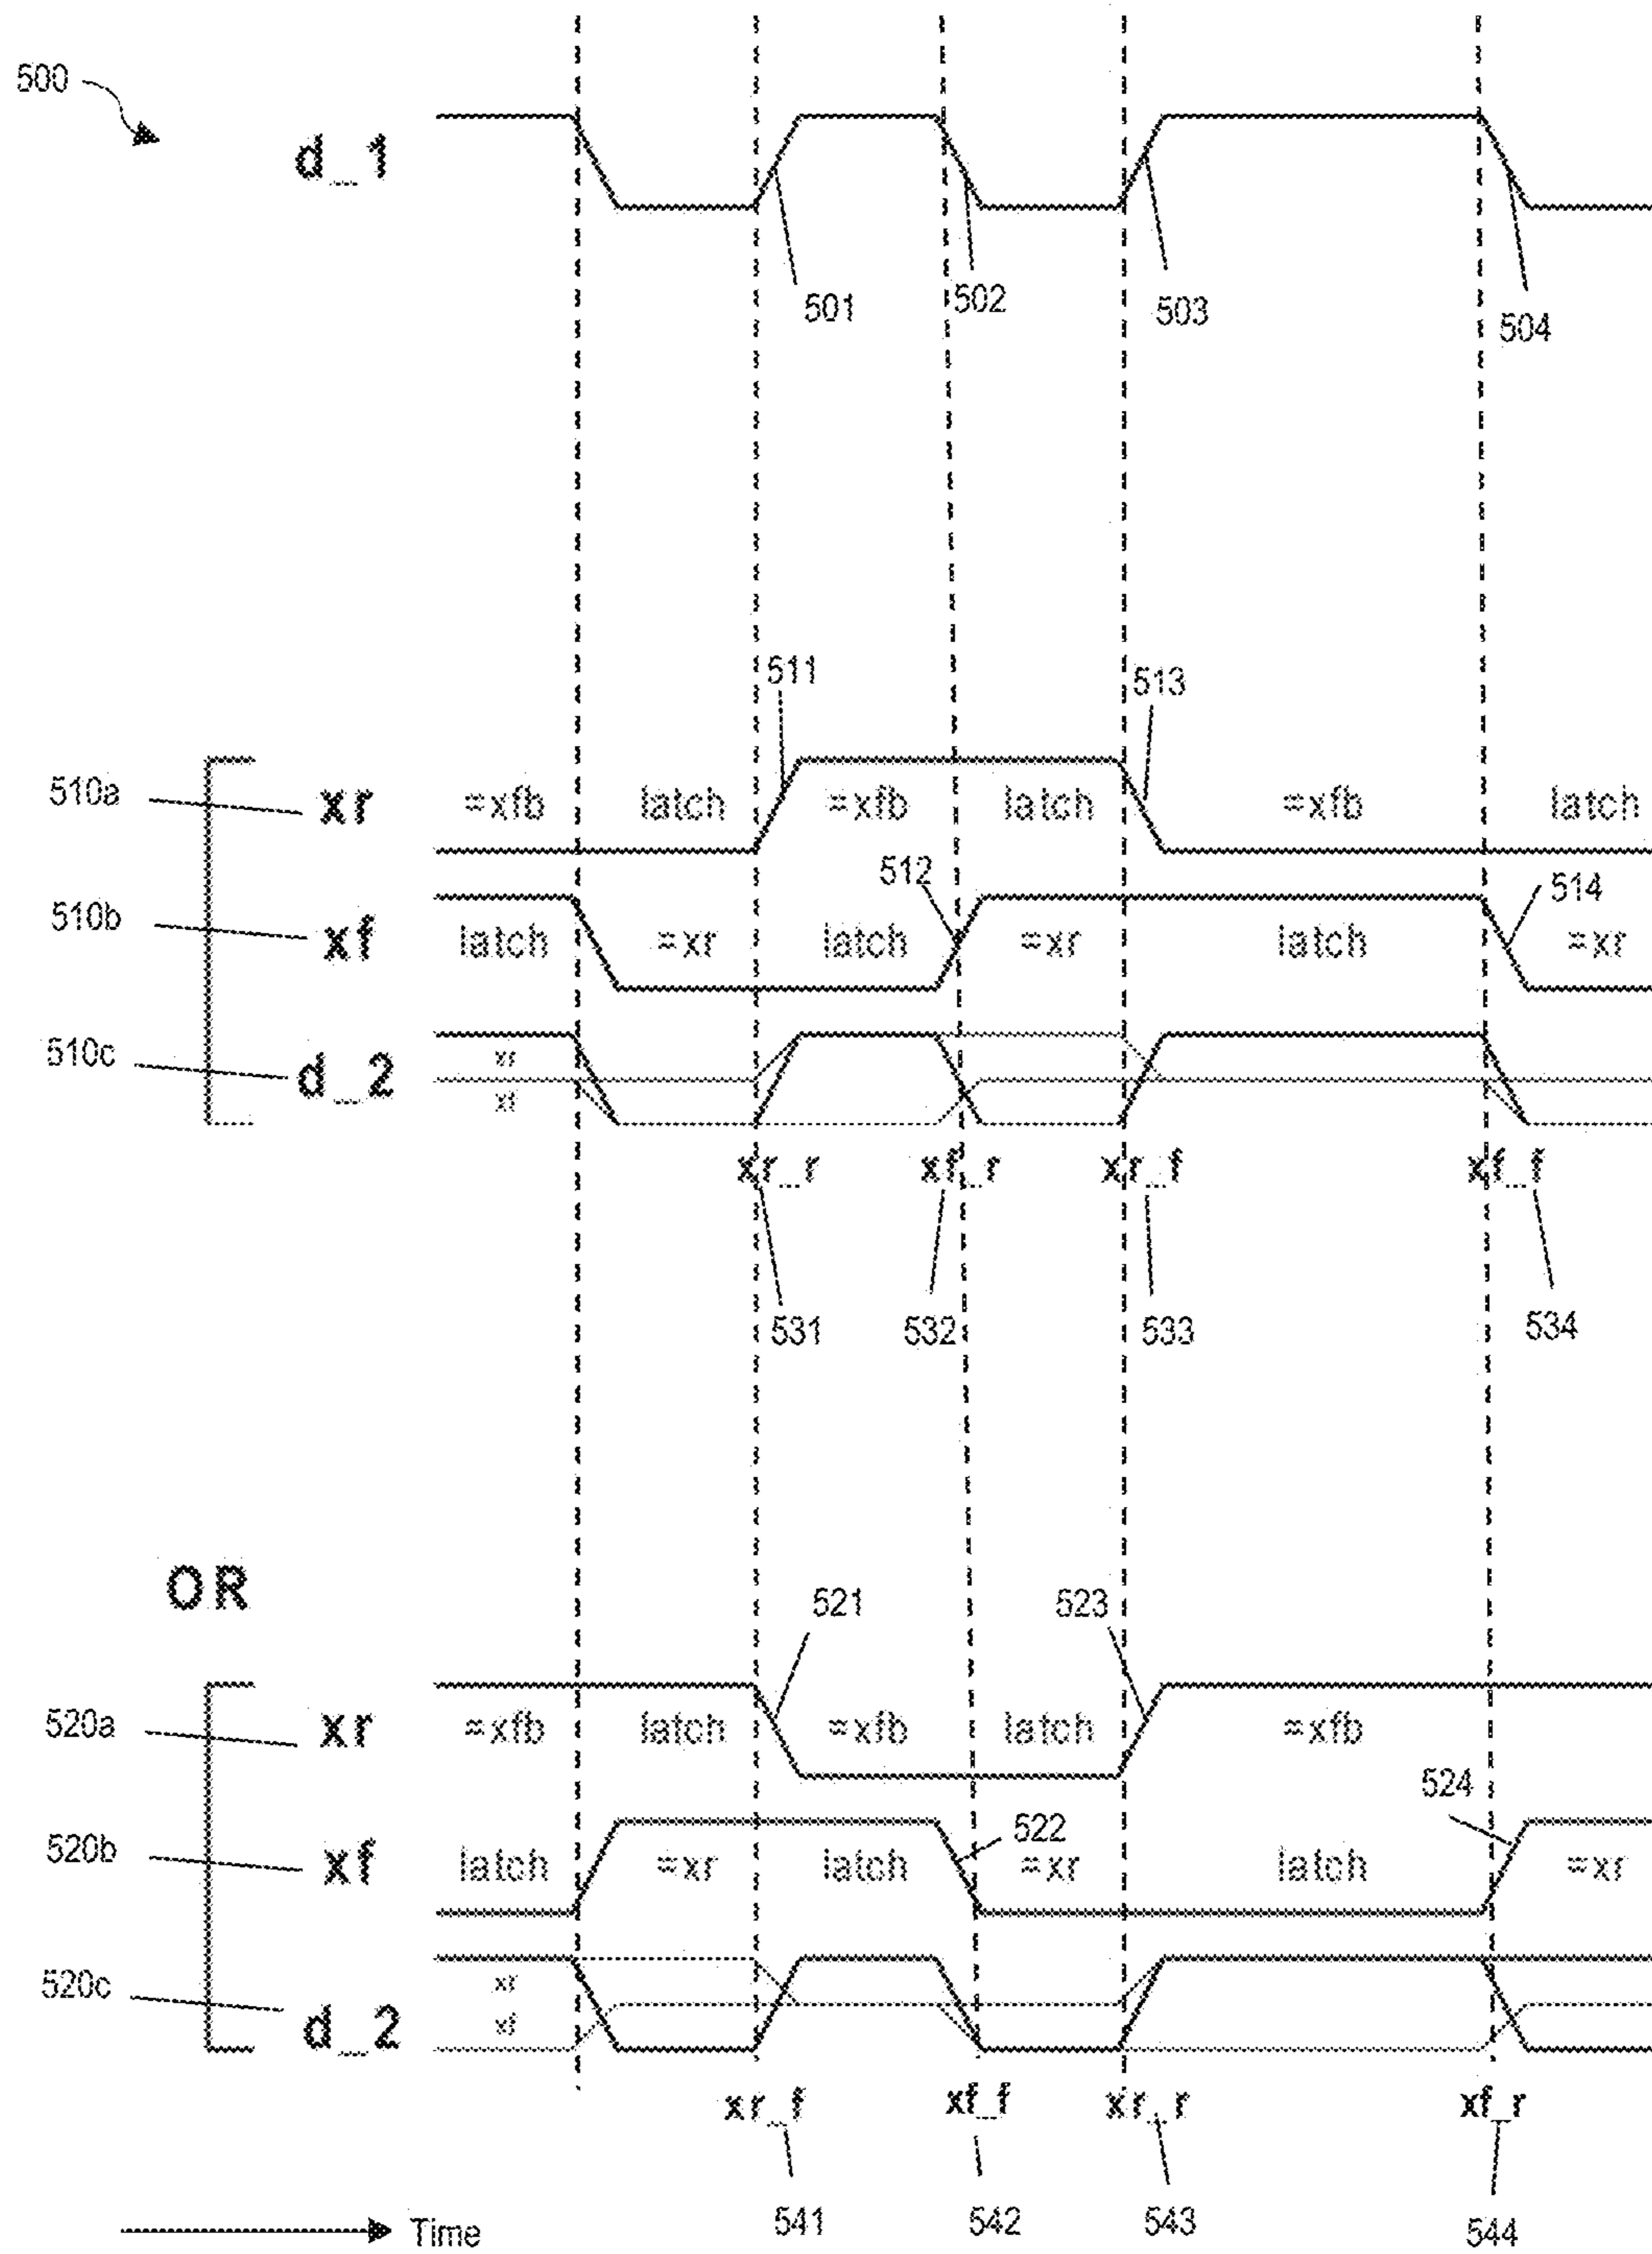 500
d_1
501
502
503
504
511
513
510a
xr
=xfb
latch
=xfb
latch
=xfb
latch
512
514
510b
xf
latch
=xr
latch
=xr
latch
=xr
510c
d_2
xr
xf
xr_r
xf_r
xr_f
xf_f
531
532
533
534
OR
521
523
520a
xr
=xfb
latch
=xfb
latch
=xfb
524
522
520b
xf
latch
=xr
latch
=xr
latch
=xr
520c
d_2
xr
xf
xr_f
xf_f
xr_r
xf_r
541
542
543
544
Time